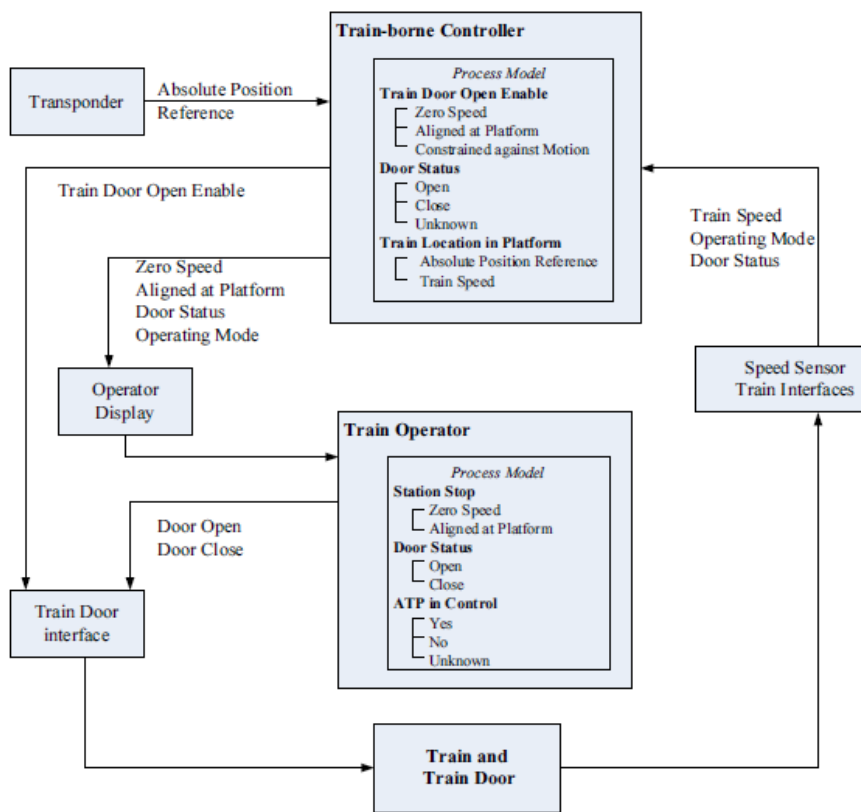 Train-borne Controller
Process Model
Train Door Open Enable
Zero Speed
Aligned at Platform
Constrained against Motion
Door Status
Open
Close
Unknown
Train Location in Platform
Absolute Position Reference
Train Speed
Transponder
Absolute Position
Reference
Train Door Open Enable
Zero Speed
Aligned at Platform
Door Status
Operating Mode
Train Speed
Operating Mode
Door Status
Operator
Display
Speed Sensor
Train Interfaces
Train Operator
Process Model
Station Stop
Zero Speed
Aligned at Platform
Door Status
Open
Close
ATP in Control
Yes
No
Unknown
Door Open
Door Close
Train Door
interface
Train and
Train Door